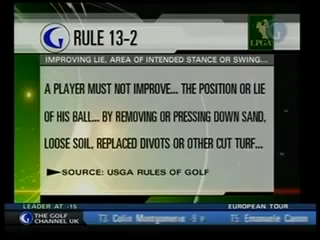 G RULE 13-2
LPGA
IMPROVING LIE, AREA OF INTENDED STANCE OR SWING...
A PLAYER MUST NOT IMPROVE... THE POSITION OR LIE
OF HIS BALL... BY REMOVING OR PRESSING DOWN SAND,
LOOSE SOIL, REPLACED DIVOTS OR OTHER CUT TURF...
SOURCE: USGA RULES OF GOLF
LEADER AT -15
EUROPEAN TOUR
G THE GOLF
CHANNEL UK
T3 Colin Montgomerie -9 F
T5 Emanuele Canon